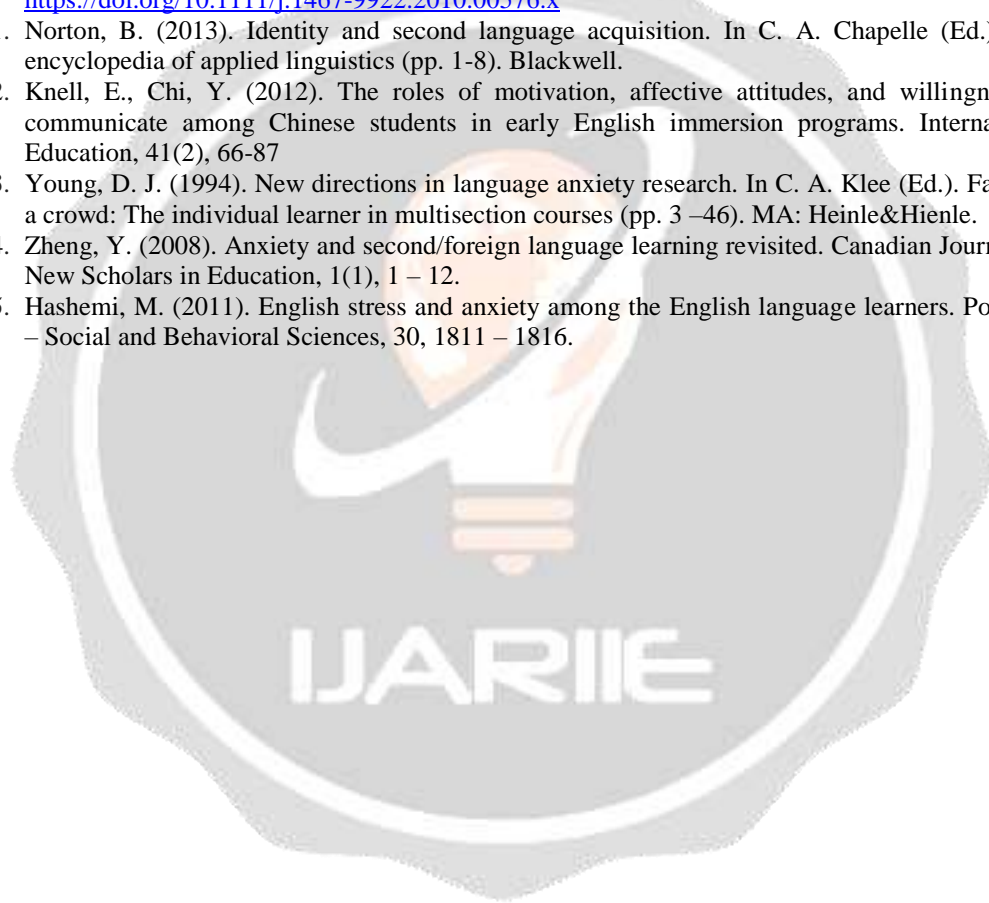 https://doi.org/10.1111/j.1467-9922.2010.00576.x
. Norton, B. (2013). Identity and second language acquisition. In C. A. Chapelle (Ed.)
encyclopedia of applied linguistics (pp. 1-8). Blackwell.
. Knell, E., Chi, Y. (2012). The roles of motivation, affective attitudes, and willingn
communicate among Chinese students in early English immersion programs. Interna
Education, 41(2), 66-87
. Young, D. J. (1994). New directions in language anxiety research. In C. A. Klee (Ed.). Fa
a crowd: The individual learner in multisection courses (pp. 3 –46). MA: Heinle&Hienle.
. Zheng, Y. (2008). Anxiety and second/foreign language learning revisited. Canadian Journ
New Scholars in Education, 1(1), 1 – 12.
. Hashemi, M. (2011). English stress and anxiety among the English language learners. Po
– Social and Behavioral Sciences, 30, 1811 – 1816.
IJARIIE